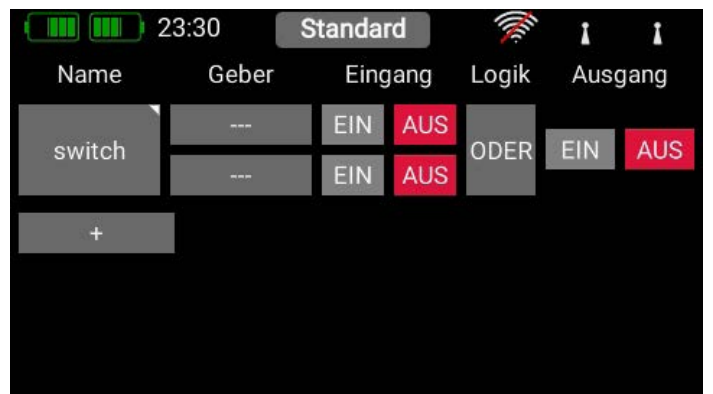 23:30 Standard
Name Geber Eingang Logik Ausgang
--- EIN AUS
switch ODER EIN AUS
--- EIN AUS
+